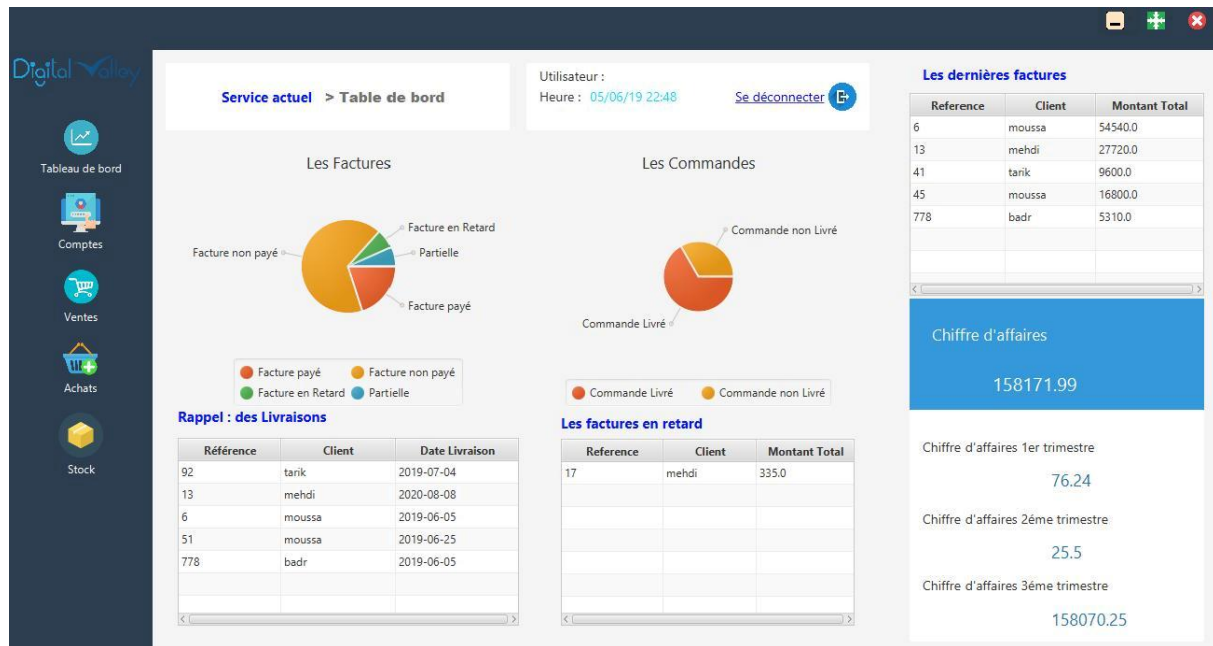 Digital Valley
Tableau de bord
Comptes
Ventes
Achats
Stock
Service actuel > Table de bord
Utilisateur :
Heure : 05/06/19 22:48 Se déconnecter
Les Factures
Facture non payé
Facture en Retard
Partielle
Facture payé
Facture payé Facture non payé
Facture en Retard Partielle
Les Commandes
Commande non Livré
Commande Livré
Commande Livré Commande non Livré
Rappel : des Livraisons
Référence Client Date Livraison
92 tarik 2019-07-04
13 mehdi 2020-08-08
6 moussa 2019-06-05
51 moussa 2019-06-25
778 badr 2019-06-05
Les factures en retard
Reference Client Montant Total
17 mehdi 335.0
Les dernières factures
Reference Client Montant Total
6 moussa 54540.0
13 mehdi 27720.0
41 tarik 9600.0
45 moussa 16800.0
778 badr 5310.0
Chiffre d'affaires
158171.99
Chiffre d'affaires 1er trimestre
76.24
Chiffre d'affaires 2éme trimestre
25.5
Chiffre d'affaires 3éme trimestre
158070.25